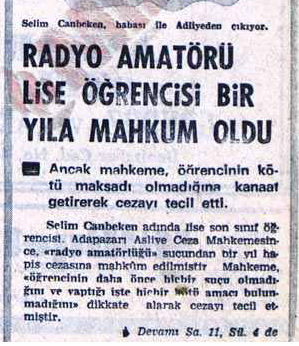 Selim Canbeken, babası ile Adliyeden çıkıyor.
RADYO AMATÖRÜ
LİSE ÖĞRENCİSİ BİR
YILA MAHKUM OLDU
Ancak mahkeme, öğrencinin kö-
tü maksadı olmadığına kanaat
getirerek cezayı tecil etti.
Selim Canbeken adında lise son sınıf öğ-
rencisi, Adapazarı Asliye Ceza Mahkemesin-
ce, «radyo amatörlüğü» sucundan bir yıl ha-
pis cezasına mahkûm edilmiştir Mahkeme,
«öğrencinin daha önce hiçbir suçu olmadı-
ğını ve yaptığı işte hiçbir kötü amacı bulun-
madığını» dikkate alarak cezayı tecil et-
miştir.
Devamı Sa. 11, Sü. 4 de